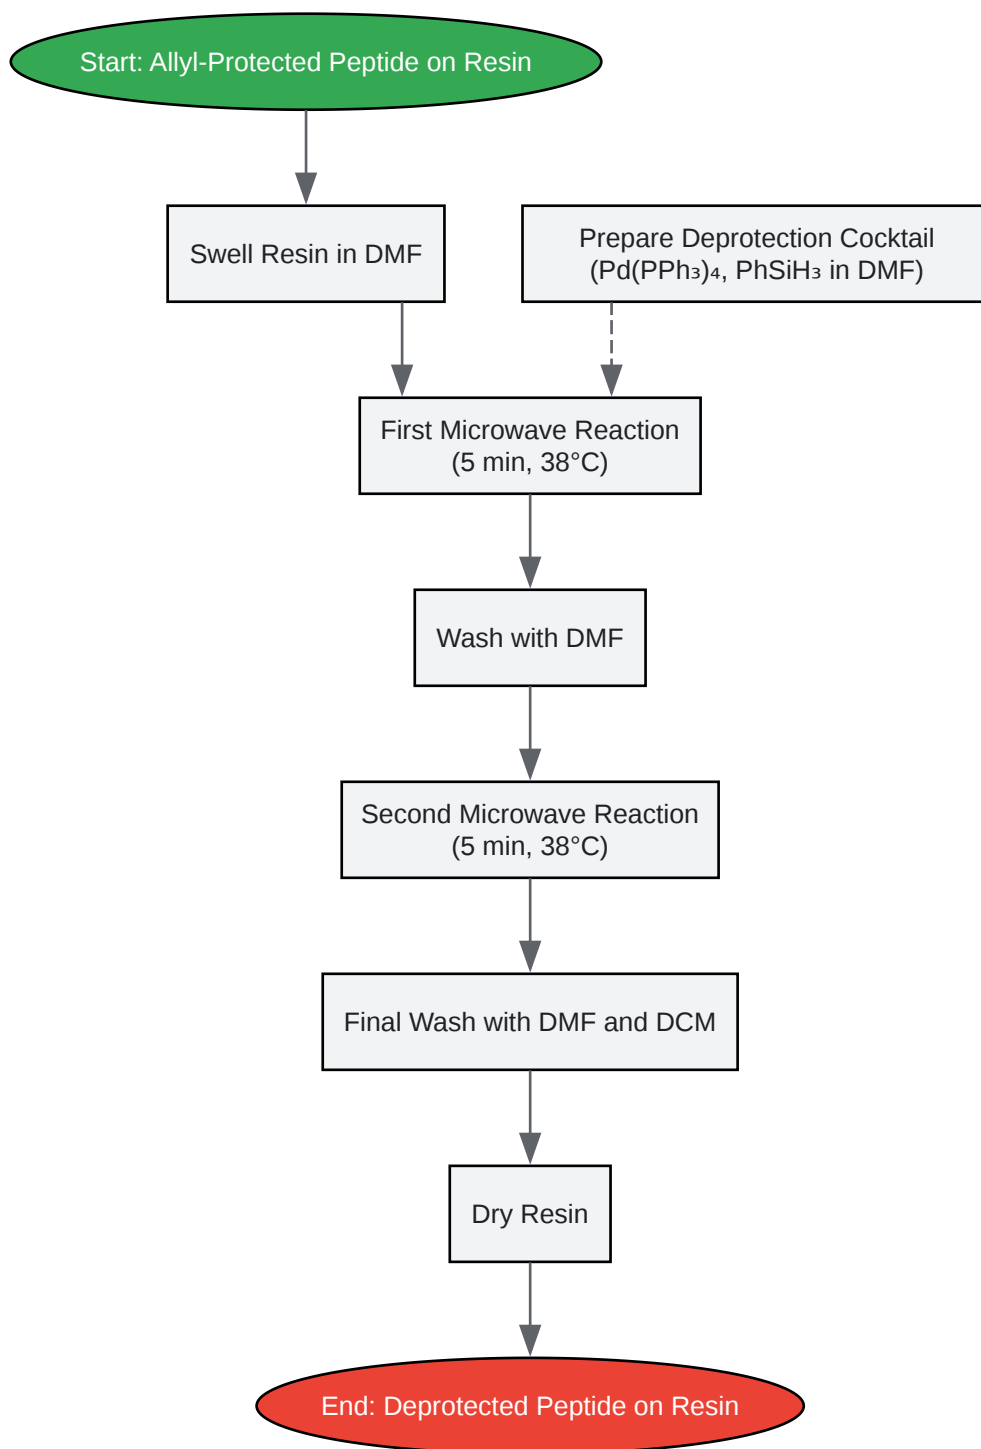 Start: Allyl-Protected Peptide on Resin
Swell Resin in DMF
Prepare Deprotection Cocktail
(Pd(PPh₃)₄, PhSiH₃ in DMF)
First Microwave Reaction
(5 min, 38°C)
Wash with DMF
Second Microwave Reaction
(5 min, 38°C)
Final Wash with DMF and DCM
Dry Resin
End: Deprotected Peptide on Resin